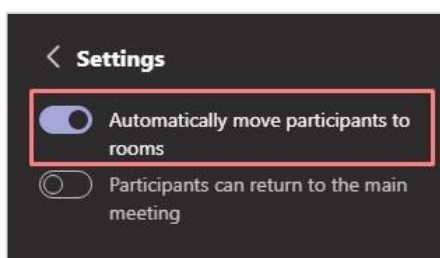 Settings
Automatically move participants to
rooms
Participants can return to the main
meeting